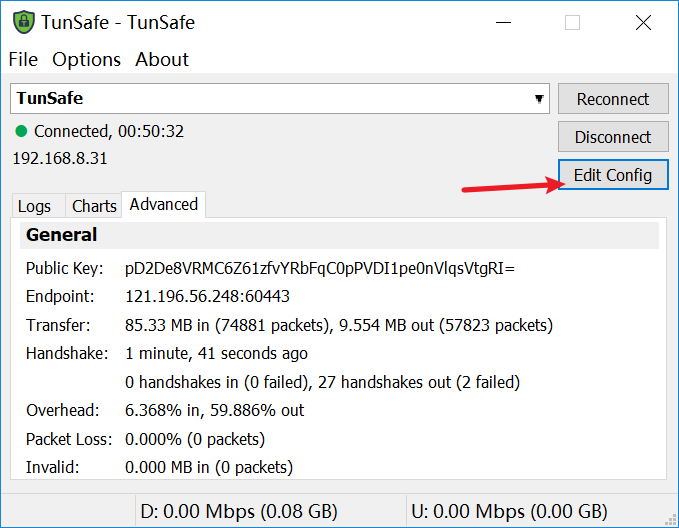 TunSafe - TunSafe
File Options About
TunSafe
Reconnect
Connected, 00:50:32
Disconnect
192.168.8.31
Edit Config
Logs Charts Advanced
General
Public Key: pD2De8VRMC6Z61zfvYRbFqC0pPVDI1pe0nVlqsVtgRI=
Endpoint: 121.196.56.248:60443
Transfer: 85.33 MB in (74881 packets), 9.554 MB out (57823 packets)
Handshake: 1 minute, 41 seconds ago
0 handshakes in (0 failed), 27 handshakes out (2 failed)
Overhead: 6.368% in, 59.886% out
Packet Loss: 0.000% (0 packets)
Invalid: 0.000 MB in (0 packets)
D: 0.00 Mbps (0.08 GB) U: 0.00 Mbps (0.00 GB)